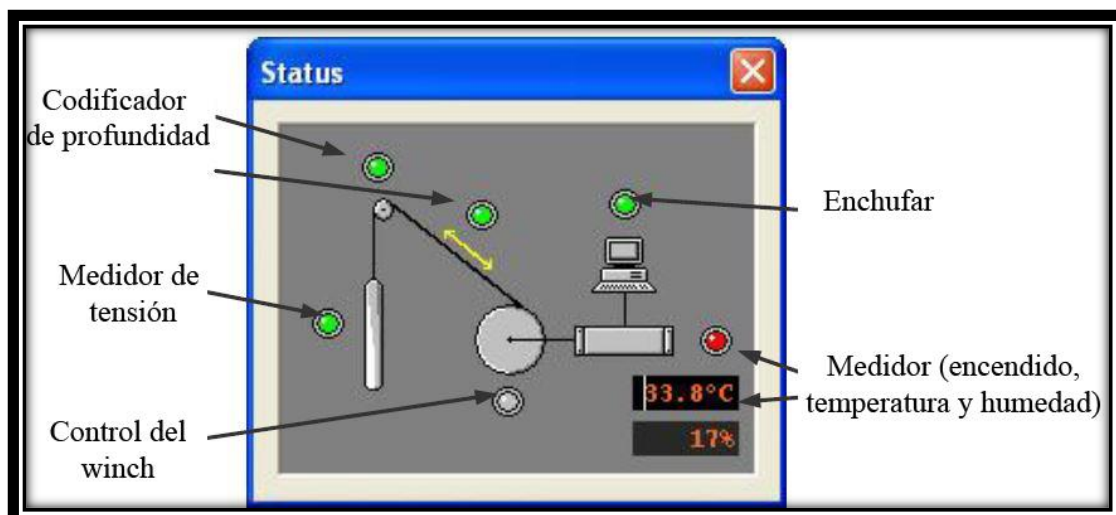 Status
Codificador
de profundidad
Enchufar
Medidor de
tensión
Medidor (encendido,
temperatura y humedad)
33.8°C
17%
Control del
winch